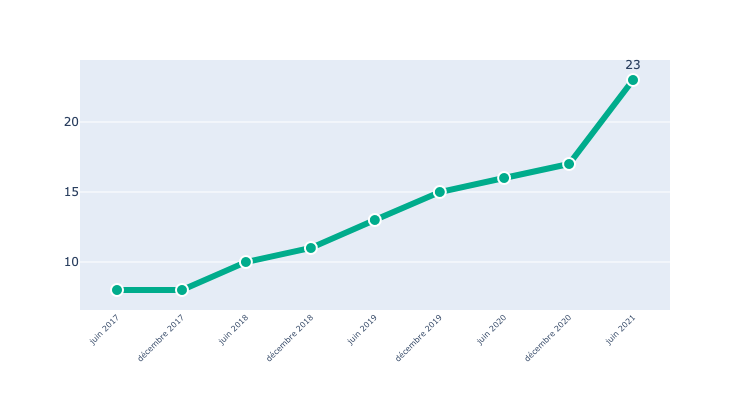 23
20
15
10
juin 2017
décembre 2017
juin 2018
décembre 2018
juin 2019
décembre 2019
juin 2020
décembre 2020
juin 2021